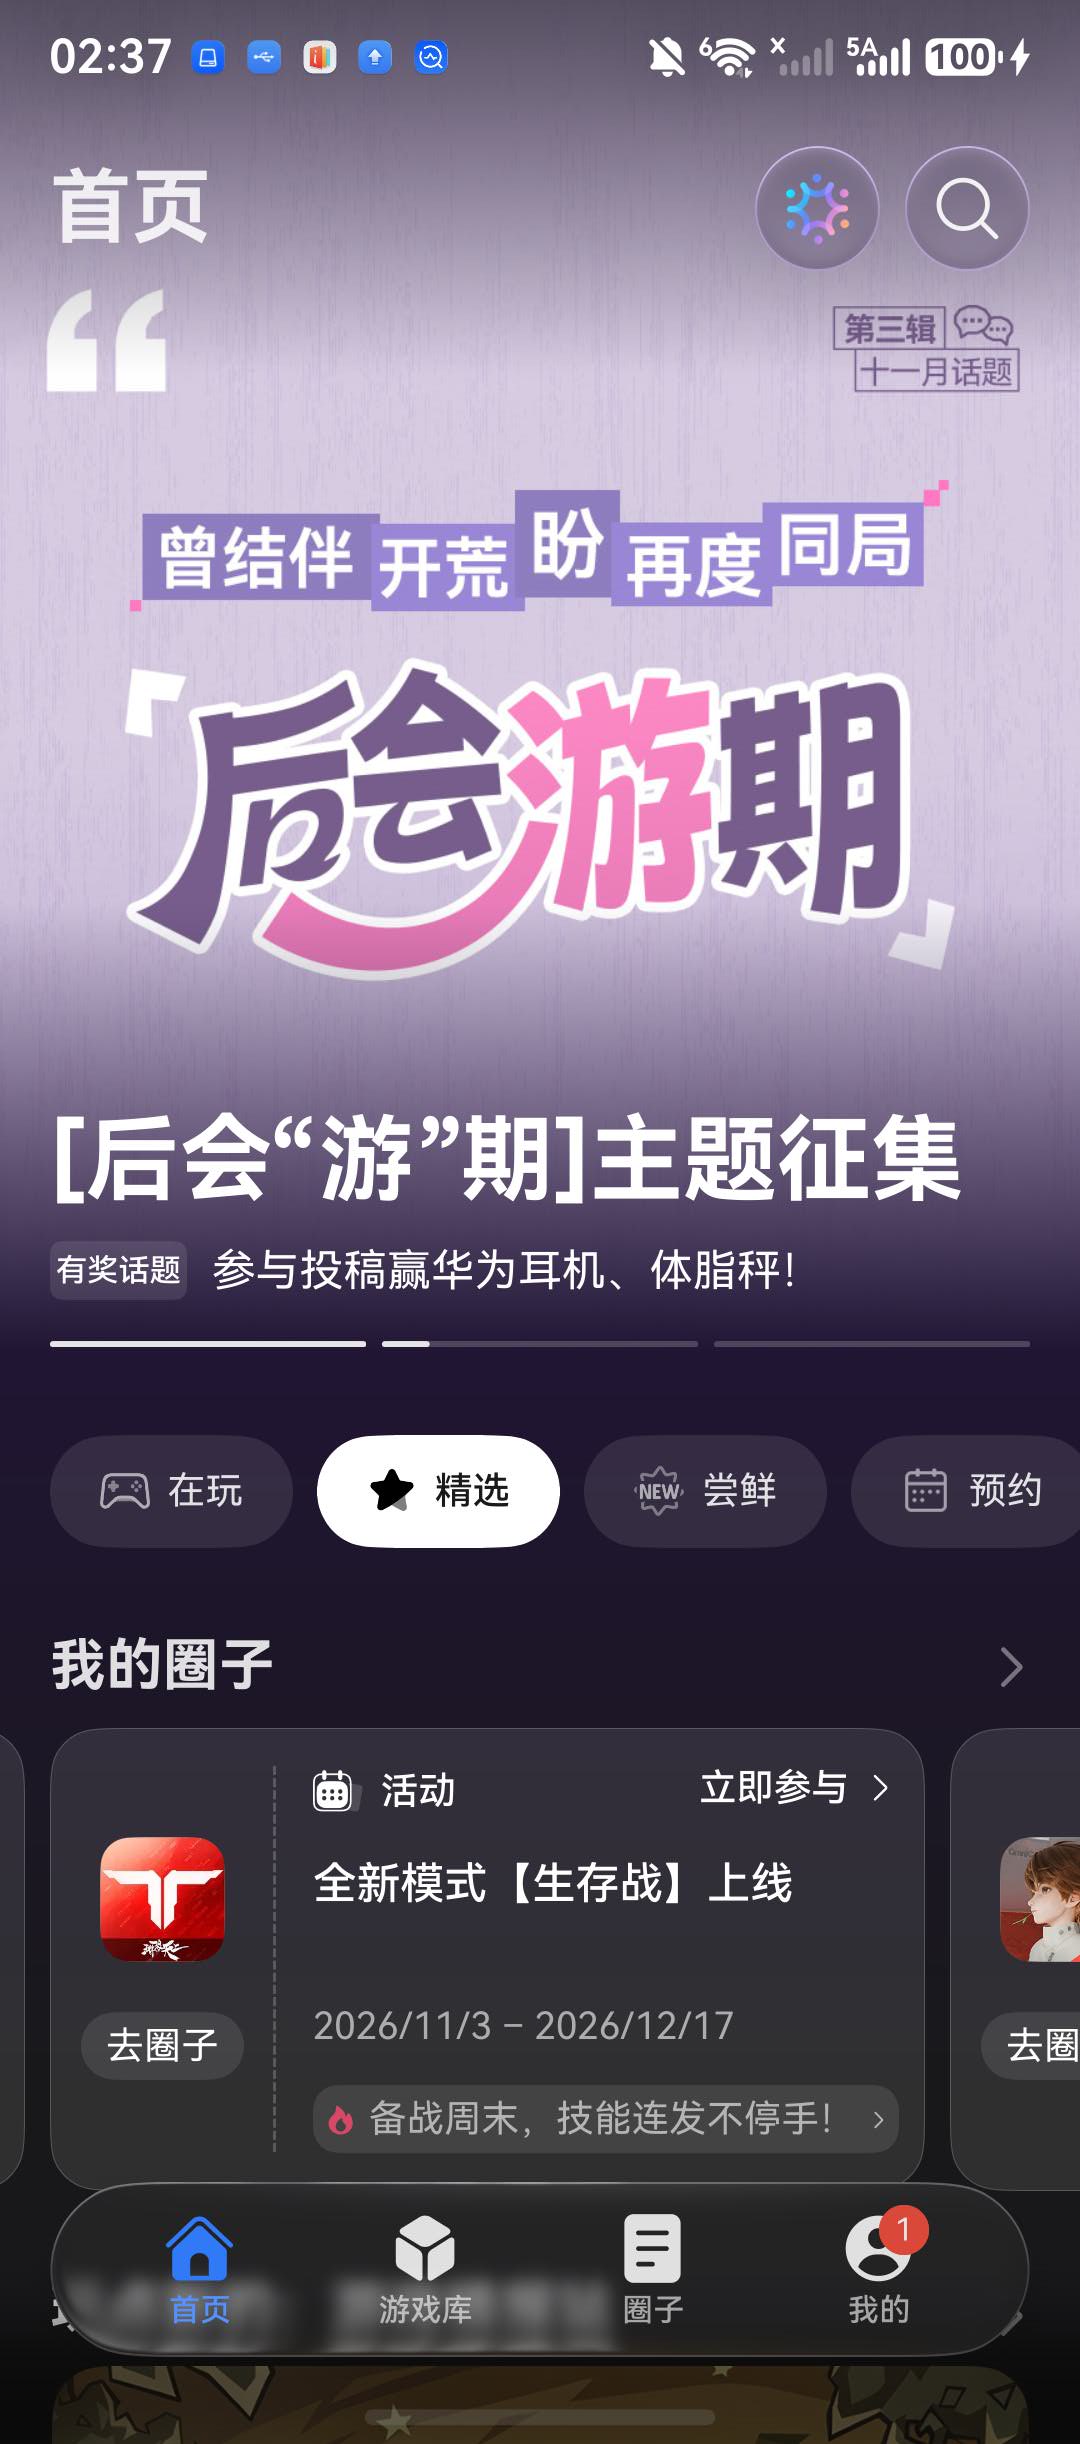 02:37
6
5A
100
首页
第三辑
十一月话题
曾结伴 开荒 盼 再度 同局
「后会游期」
[后会“游”期]主题征集
有奖话题 参与投稿赢华为耳机、体脂秤!
在玩 精选 NEW 尝鲜 预约
我的圈子
活动 立即参与
全新模式【生存战】上线
2026/11/3 – 2026/12/17
去圈子 去圈
备战周末，技能连发不停手！
首页 游戏库 圈子 我的
1